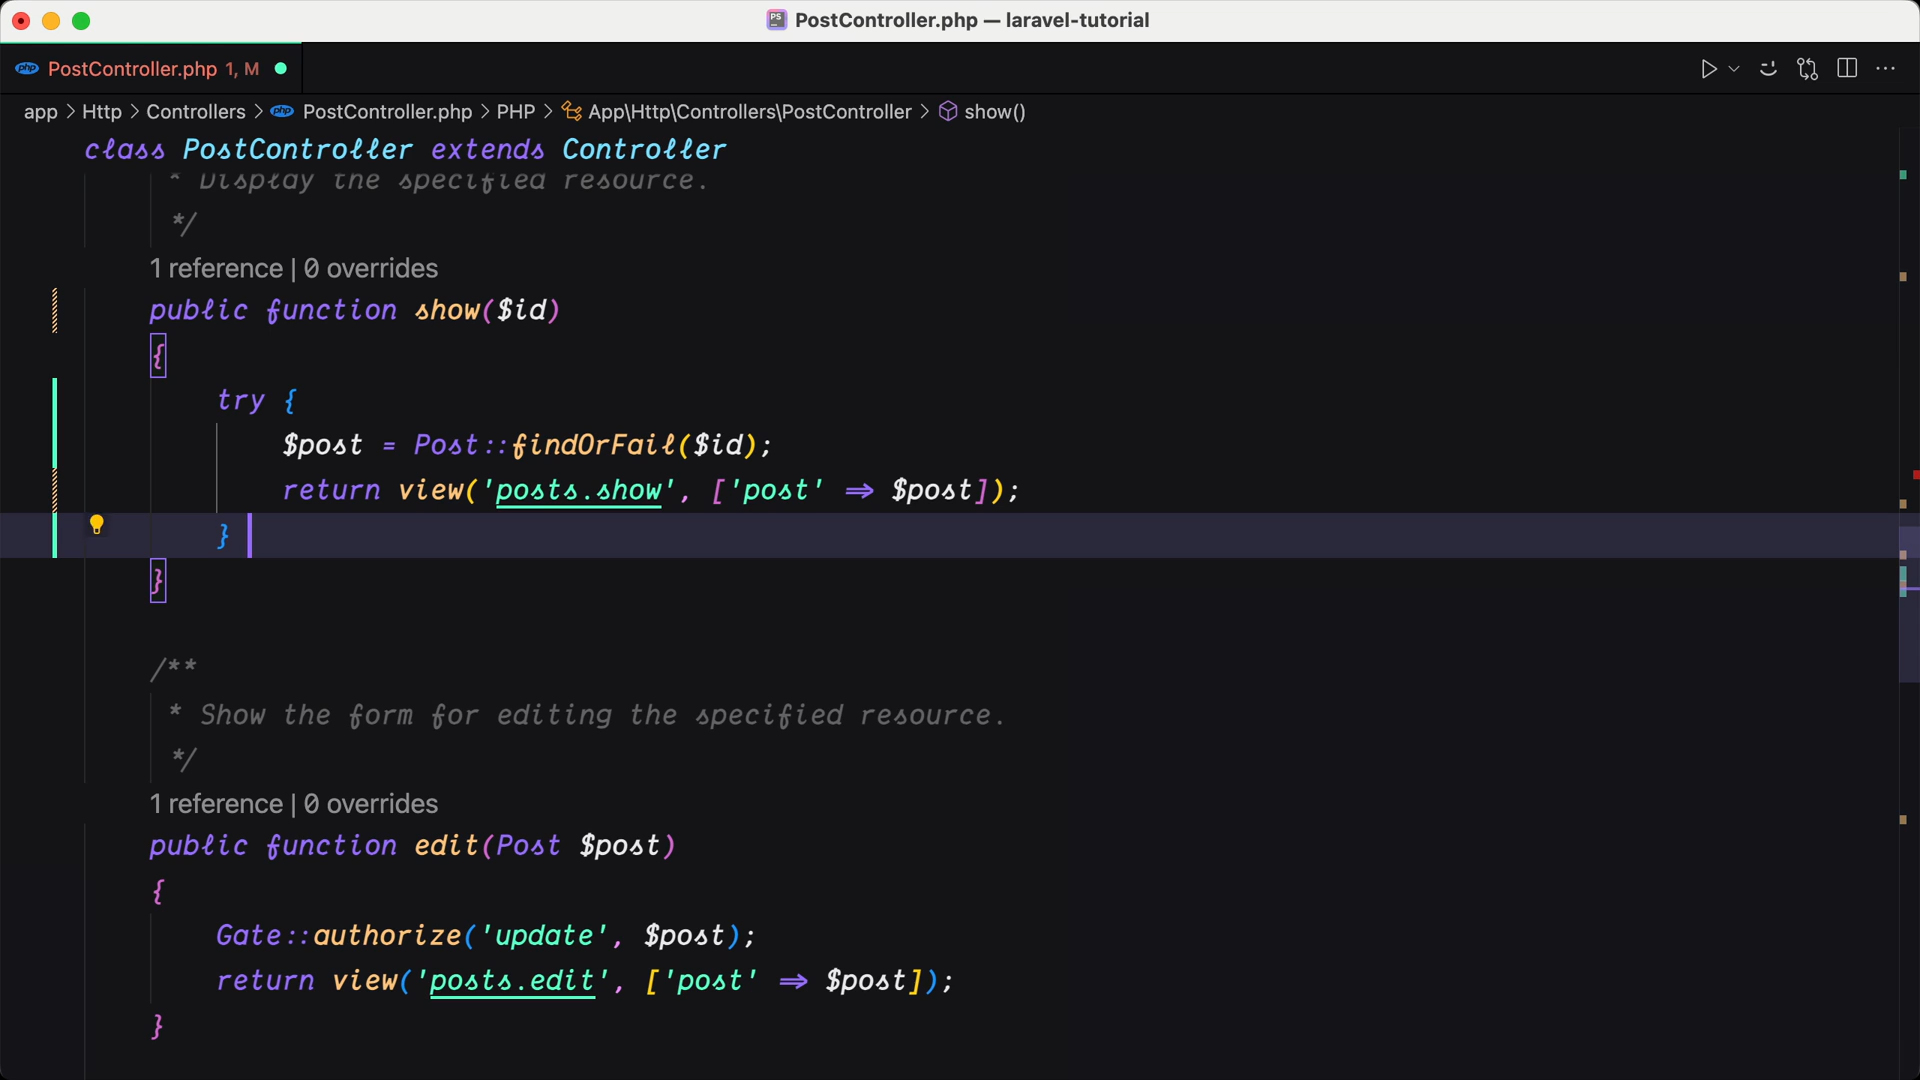 PS PostController.php — laravel-tutorial
php PostController.php 1, M
app > Http > Controllers > php PostController.php > PHP > App\Http\Controllers\PostController > show()
class PostController extends Controller
* Display the specified resource.
*/
1 reference | 0 overrides
public function show($id)
{
try {
$post = Post::findOrFail($id);
return view('posts.show', ['post' => $post]);
}
}
/**
* Show the form for editing the specified resource.
*/
1 reference | 0 overrides
public function edit(Post $post)
{
Gate::authorize('update', $post);
return view('posts.edit', ['post' => $post]);
}